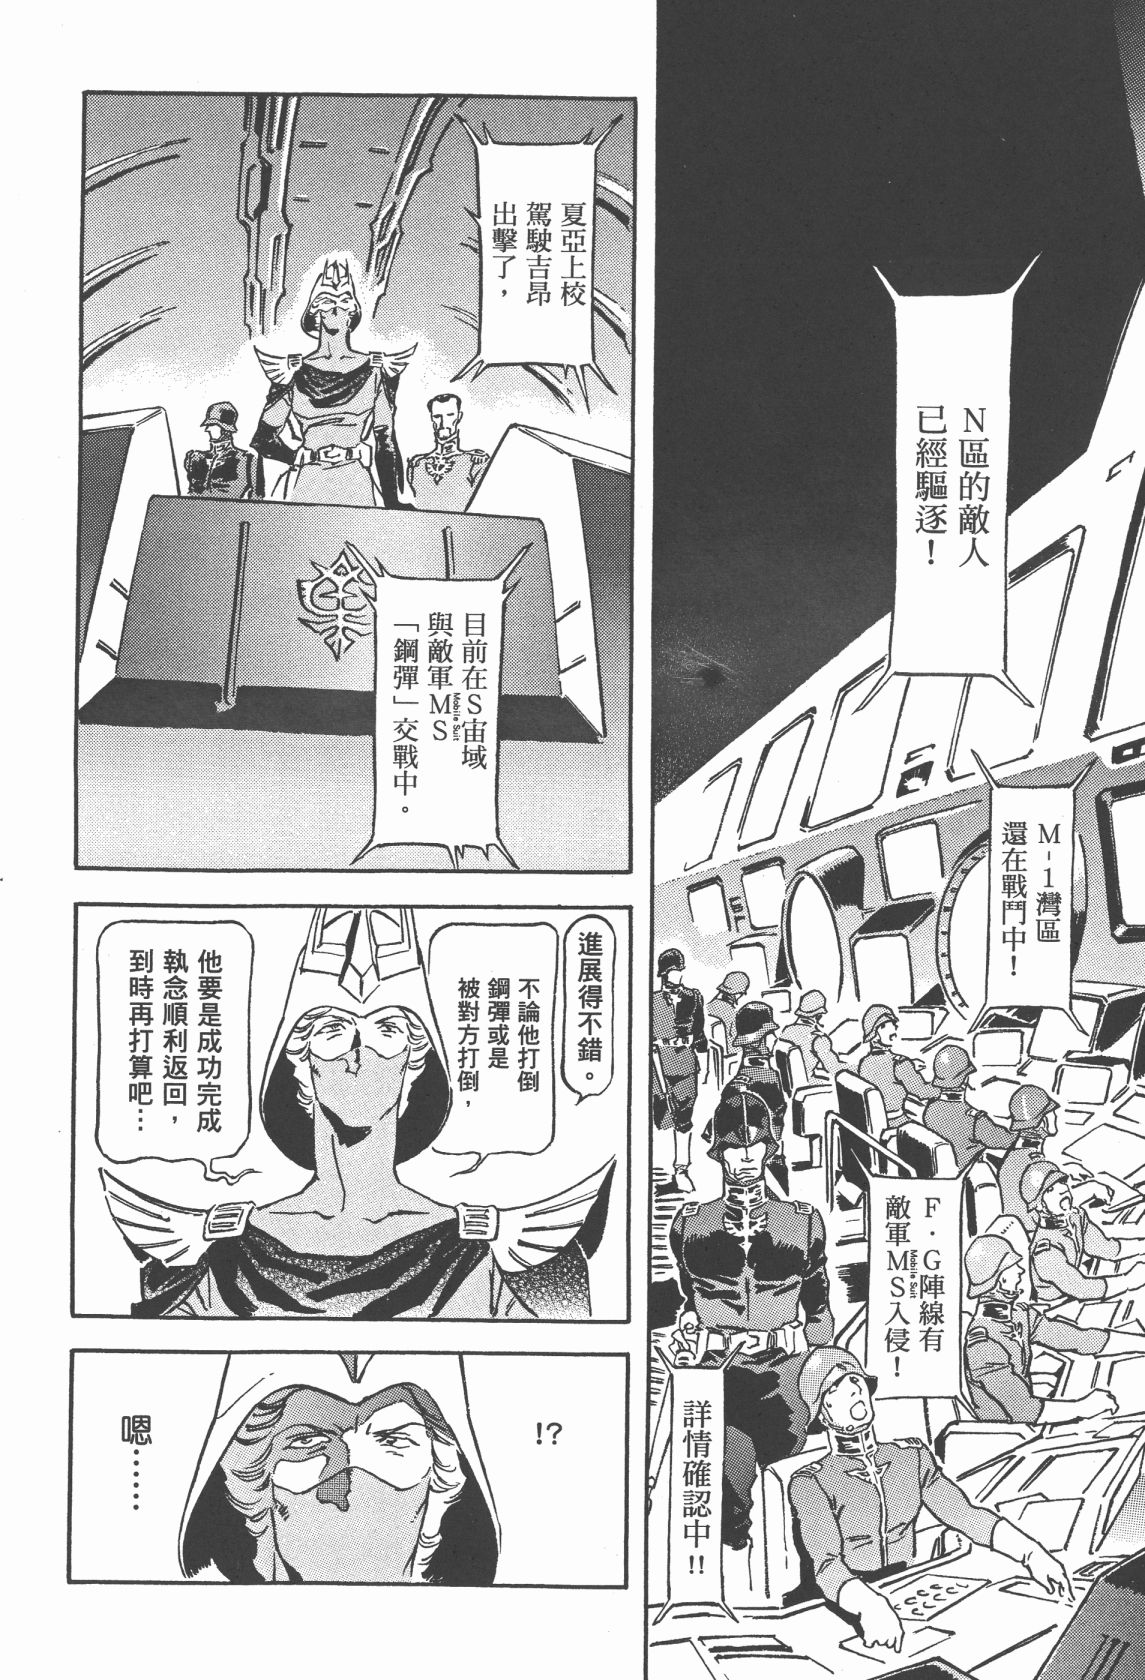 N區的敵人
已經驅逐！
M-1灣區
還在戰鬥中！
F·G陣線有
敵軍MS入侵！
Mobile Suit
詳情確認中!!
夏亞上校
駕駛吉昂
出擊了，
目前在S宙域
與敵軍MS
Mobile Suit
「鋼彈」交戰中。
進展得不錯。
不論他打倒
鋼彈或是
被對方打倒，
他要是成功完成
執念順利返回，
到時再打算吧…
!?
嗯……